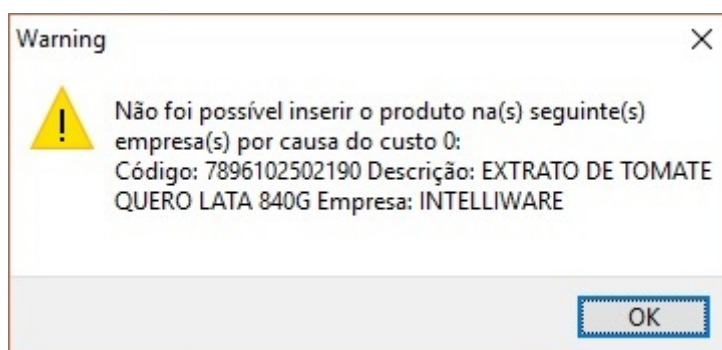 Warning
Não foi possível inserir o produto na(s) seguinte(s)
empresa(s) por causa do custo 0:
Código: 7896102502190 Descrição: EXTRATO DE TOMATE
QUERO LATA 840G Empresa: INTELLIWARE
OK